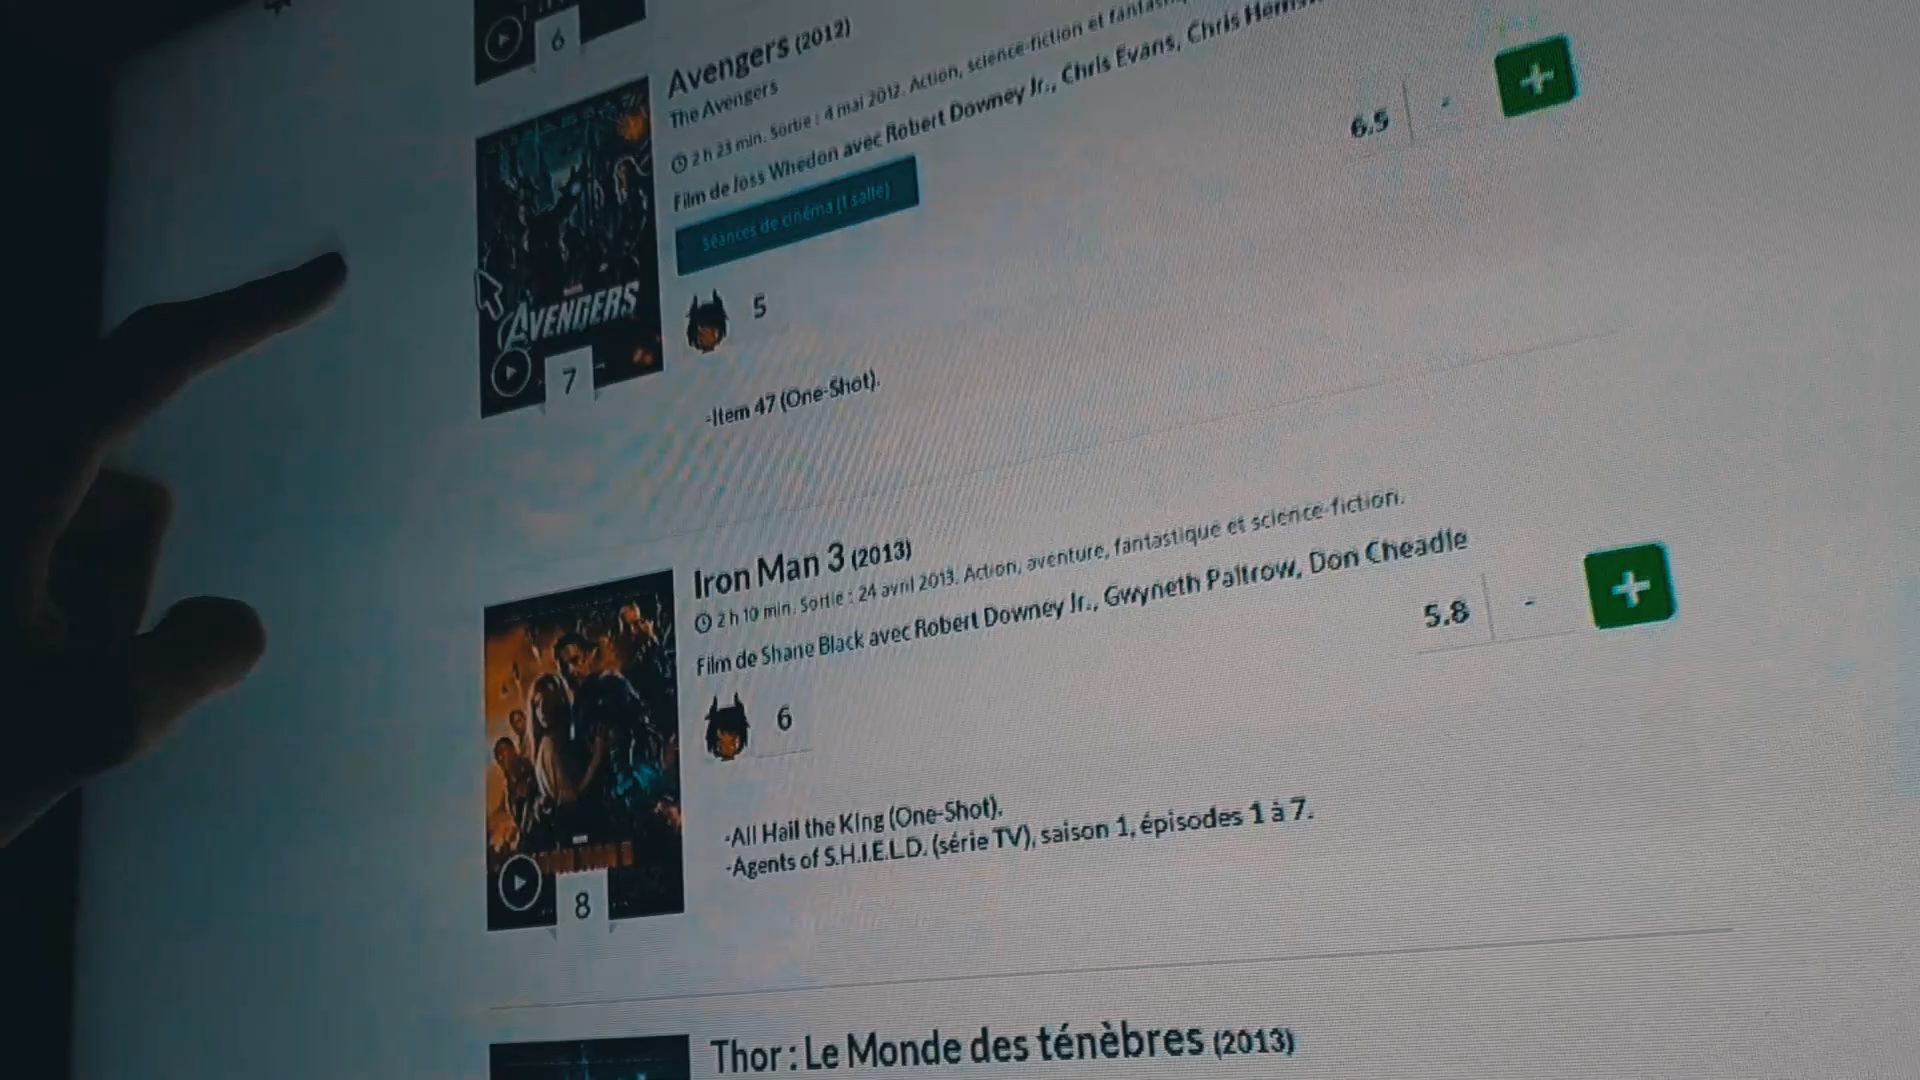 6
Avengers (2012)
The Avengers
2 h 23 min. Sortie : 4 mai 2012. Action, science-fiction et
Film de Joss Whedon avec Robert Downey Jr., Chris Evans, Chris
Séances de cinéma (1 salle)
6.5
-
+
AVENGERS
7
5
-Item 47 (One-Shot).
Iron Man 3 (2013)
2 h 10 min. Sortie : 24 avril 2013. Action, aventure, fantastique et science-fiction.
Film de Shane Black avec Robert Downey Jr., Gwyneth Paltrow, Don Cheadle
5.8
-
+
6
8
-All Hail the King (One-Shot).
-Agents of S.H.I.E.L.D. (série TV), saison 1, épisodes 1 à 7.
Thor : Le Monde des ténèbres (2013)